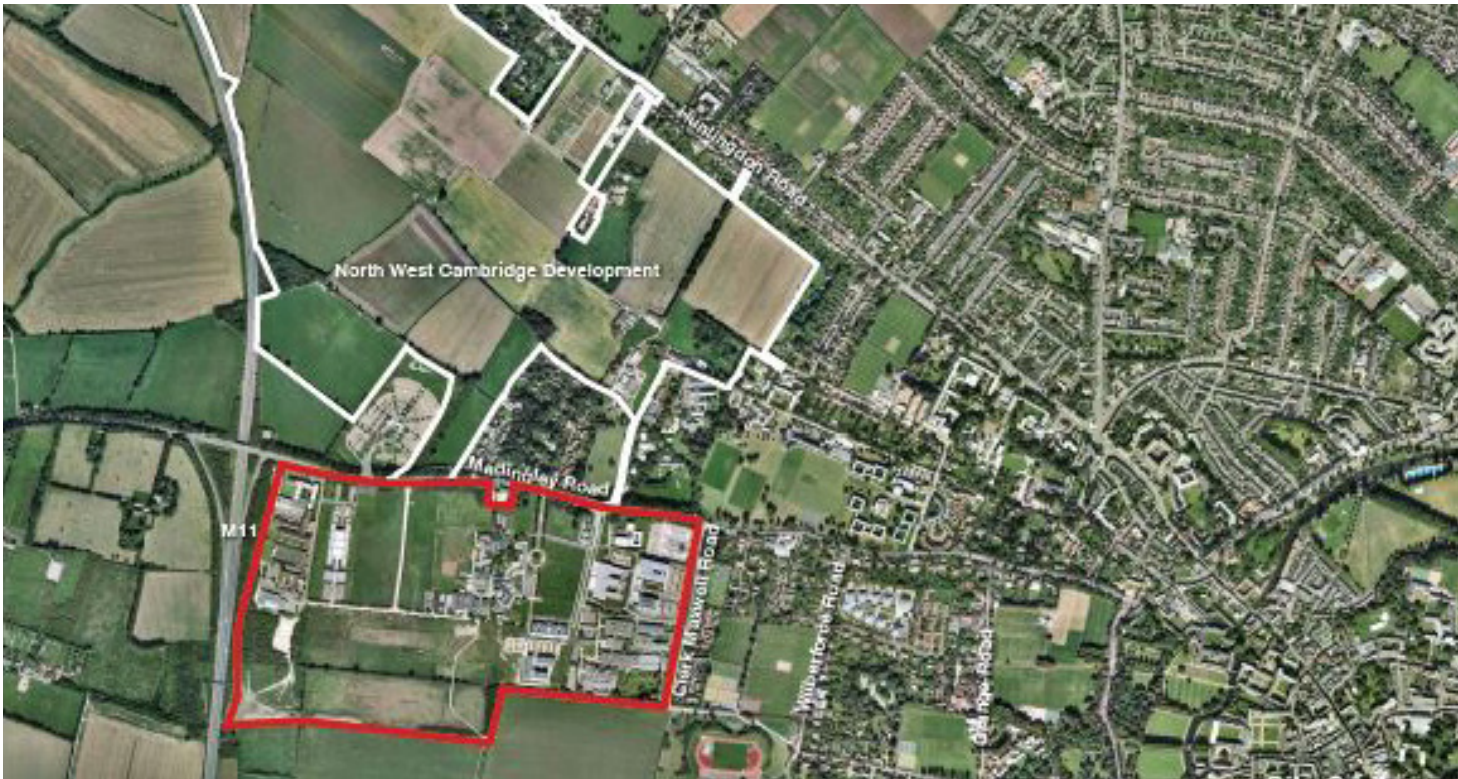 Huntingdon Road
North West Cambridge Development
Madingley Road
M11
Clerk Maxwell Road
Wilberforce Road
Grange Road